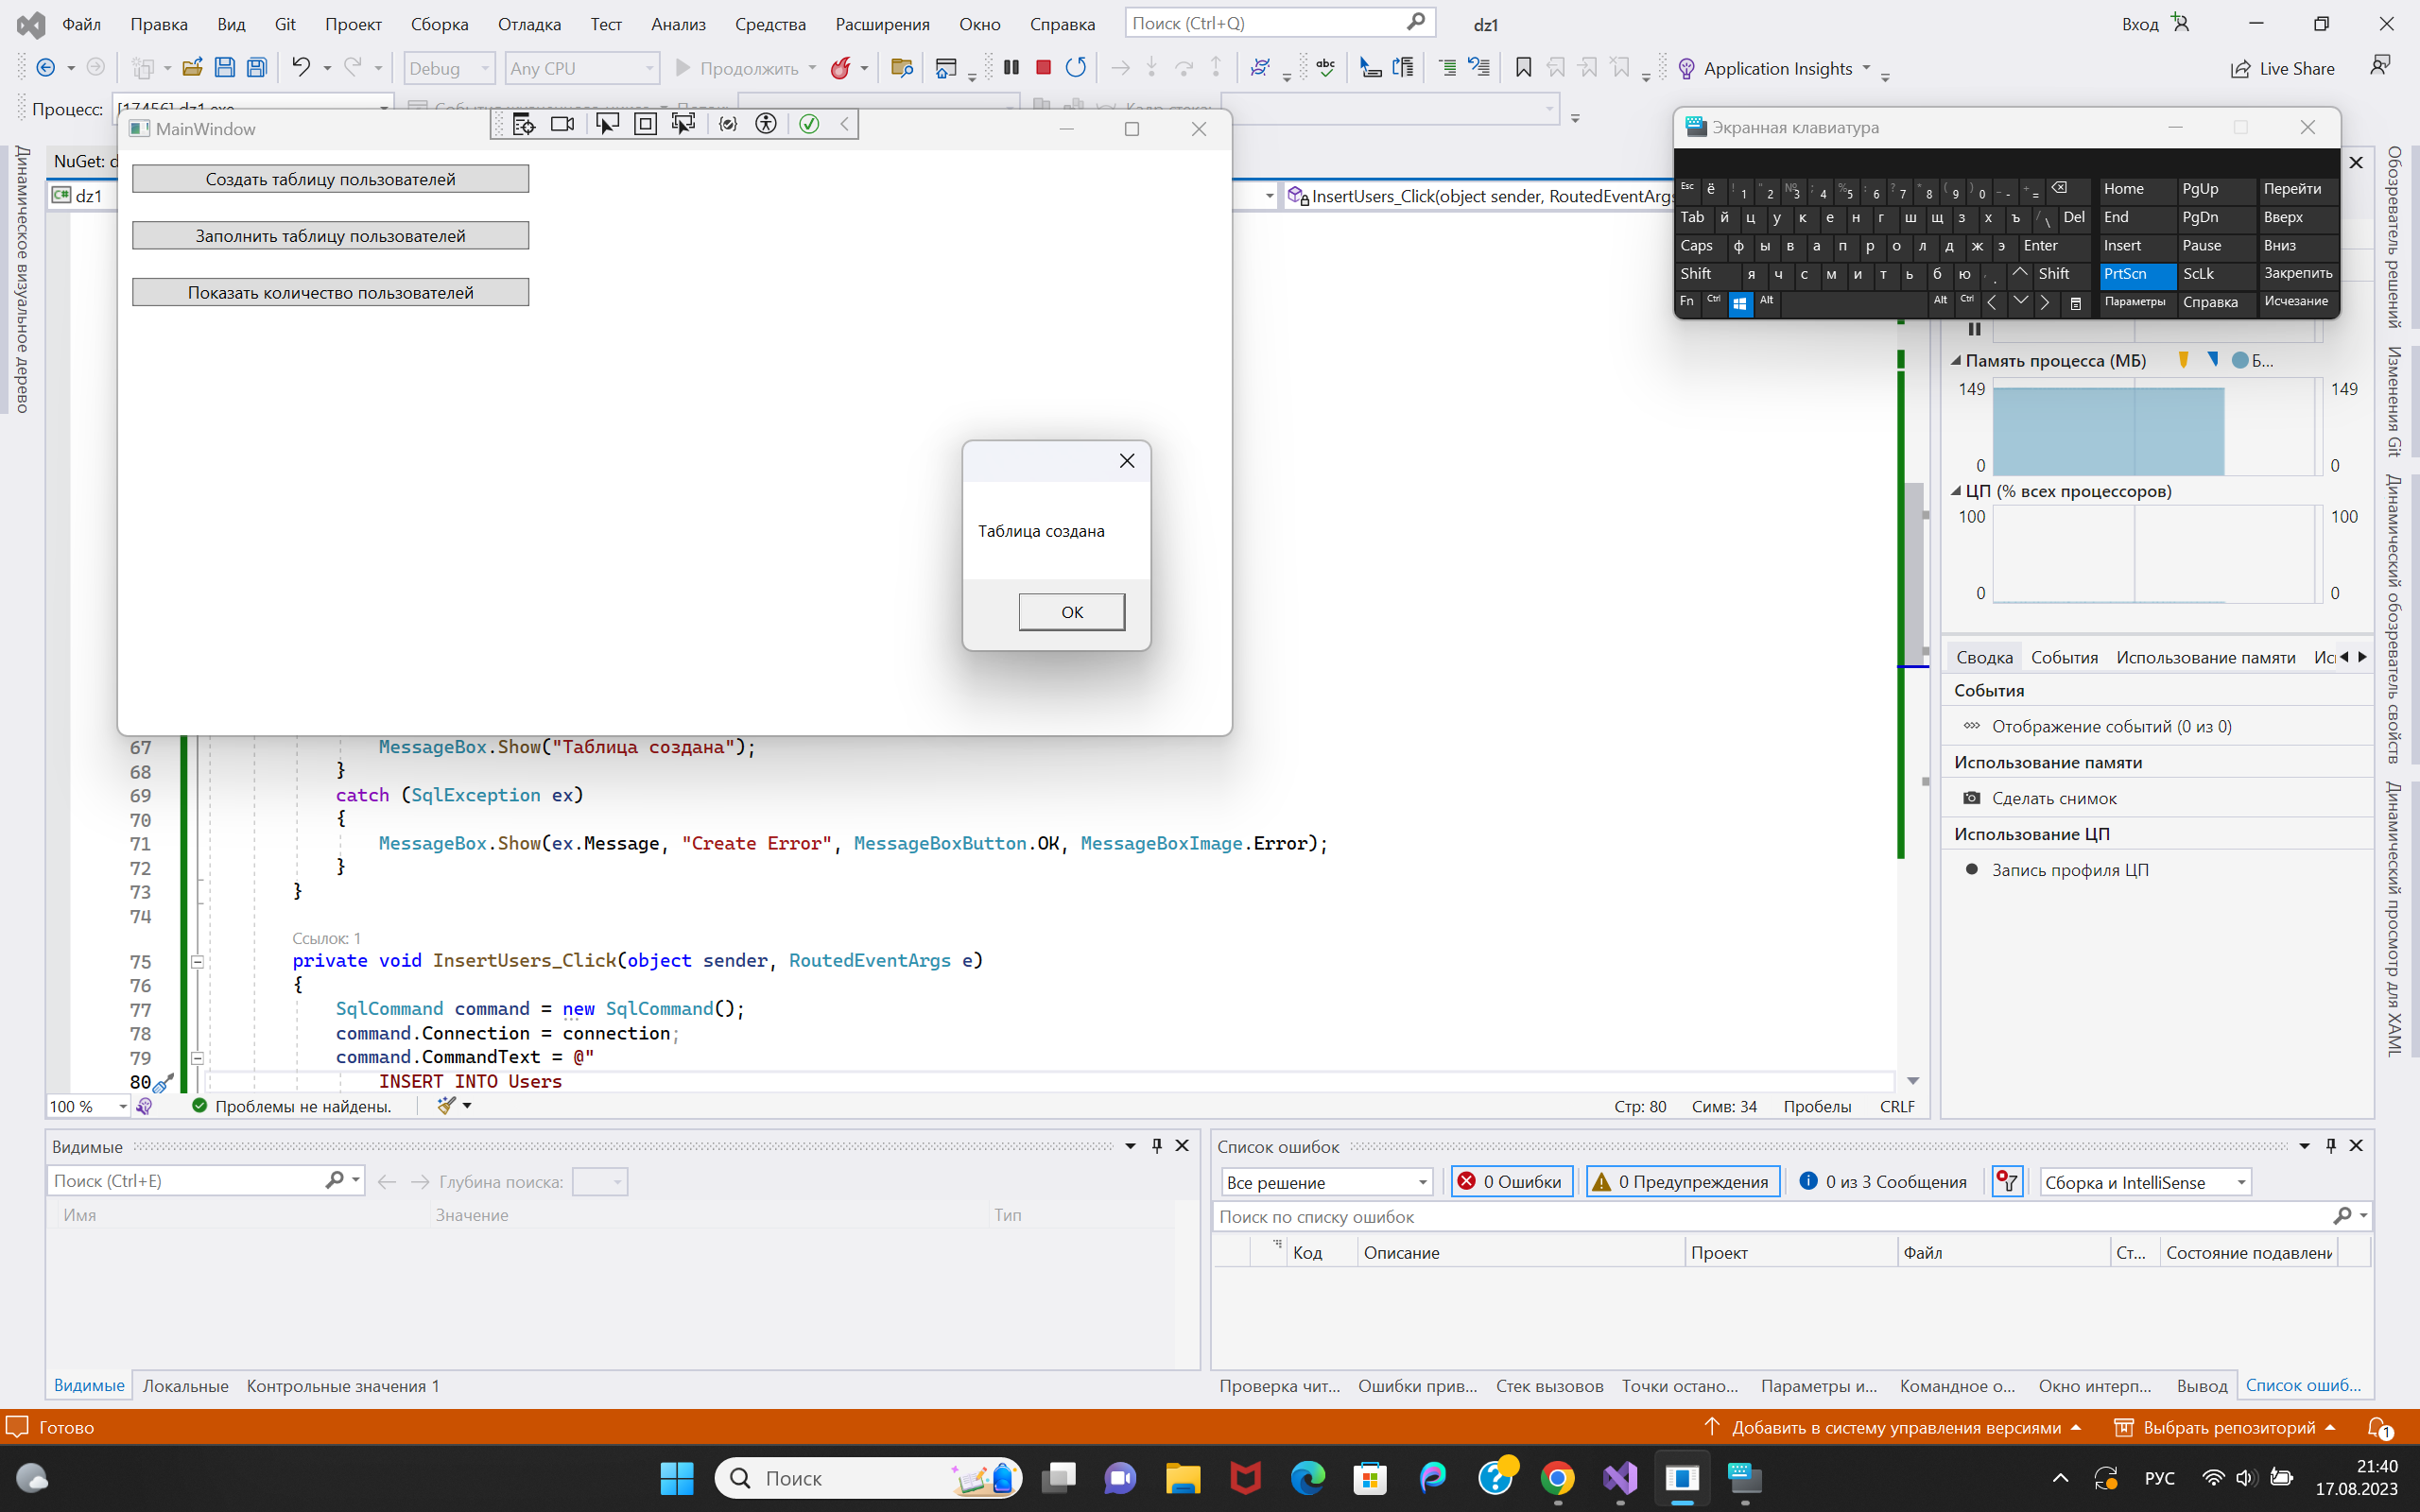 Файл Правка Вид Git Проект Сборка Отладка Тест Анализ Средства Расширения Окно Справка Поиск (Ctrl+Q) dz1 Вход
Debug Any CPU Продолжить Application Insights Live Share
Процесс: [17456] dz1.exe
MainWindow
Экранная клавиатура
NuGet: d
dz1
InsertUsers_Click(object sender, RoutedEventArgs
Создать таблицу пользователей
Заполнить таблицу пользователей
Показать количество пользователей
Таблица создана
OK
Esc ё ! 1 " 2 № 3 ; 4 % 5 : 6 ? 7 * 8 ( 9 ) 0 _ - + = Home PgUp Перейти
Tab й ц у к е н г ш щ з х ъ / \ Del End PgDn Вверх
Caps ф ы в а п р о л д ж э Enter Insert Pause Вниз
Shift я ч с м и т ь б ю , . Shift PrtScn ScLk Закрепить
Fn Ctrl Alt Alt Ctrl Параметры Справка Исчезание
Динамическое визуальное дерево
Обозреватель решений
Изменения Git
Динамический обозреватель свойств
Динамический просмотр для XAML
Память процесса (МБ) Б...
149 149
0 0
ЦП (% всех процессоров)
100 100
0 0
Сводка События Использование памяти Ис
События
Отображение событий (0 из 0)
Использование памяти
Сделать снимок
Использование ЦП
Запись профиля ЦП
67 MessageBox.Show("Таблица создана");
68 }
69 catch (SqlException ex)
70 {
71 MessageBox.Show(ex.Message, "Create Error", MessageBoxButton.OK, MessageBoxImage.Error);
72 }
73 }
74
Ссылок: 1
75 private void InsertUsers_Click(object sender, RoutedEventArgs e)
76 {
77 SqlCommand command = new SqlCommand();
78 command.Connection = connection;
79 command.CommandText = @"
80 INSERT INTO Users
100 % Проблемы не найдены. Стр: 80 Симв: 34 Пробелы CRLF
Видимые
Поиск (Ctrl+E) Глубина поиска:
Имя Значение Тип
Видимые Локальные Контрольные значения 1
Список ошибок
Все решение 0 Ошибки 0 Предупреждения 0 из 3 Сообщения Сборка и IntelliSense
Поиск по списку ошибок
Код Описание Проект Файл Ст... Состояние подавлени
Проверка чит... Ошибки прив... Стек вызовов Точки остано... Параметры и... Командное о... Окно интерп... Вывод Список ошиб...
Готово Добавить в систему управления версиями Выбрать репозиторий 1
Поиск
РУС
21:40
17.08.2023